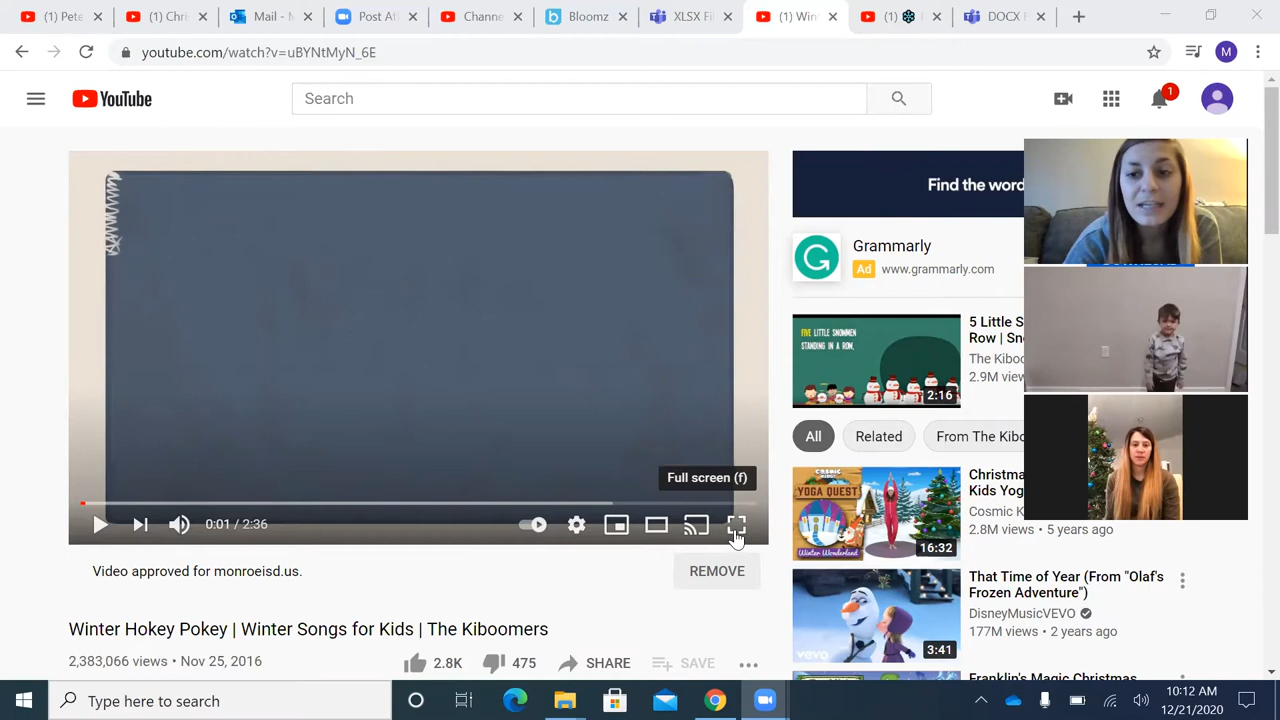 (1) Pete
(1) Chri
Mail - M
Post At
Channe
Bloomz
XLSX Fi
(1) Win
(1)
DOCX
youtube.com/watch?v=uBYNtMyN_6E
M
YouTube
Search
1
Find the word
Grammarly
Ad www.grammarly.com
FIVE LITTLE SNOWMEN
STANDING IN A ROW,
2:16
5 Little S
Row | Sno
The Kiboo
2.9M view
All
Related
From The Kibo
Full screen (f)
0:01 / 2:36
Video approved for monroeisd.us.
REMOVE
COSMIC KIDS
YOGA QUEST
Winter Wonderland
16:32
Christma
Kids Yog
Cosmic K
2.8M views • 5 years ago
vevo
3:41
That Time of Year (From "Olaf's
Frozen Adventure")
DisneyMusicVEVO
177M views • 2 years ago
Franklin's Magic Christmas
Winter Hokey Pokey | Winter Songs for Kids | The Kiboomers
2,383,066 views • Nov 25, 2016
2.8K
475
SHARE
SAVE
Type here to search
10:12 AM
12/21/2020